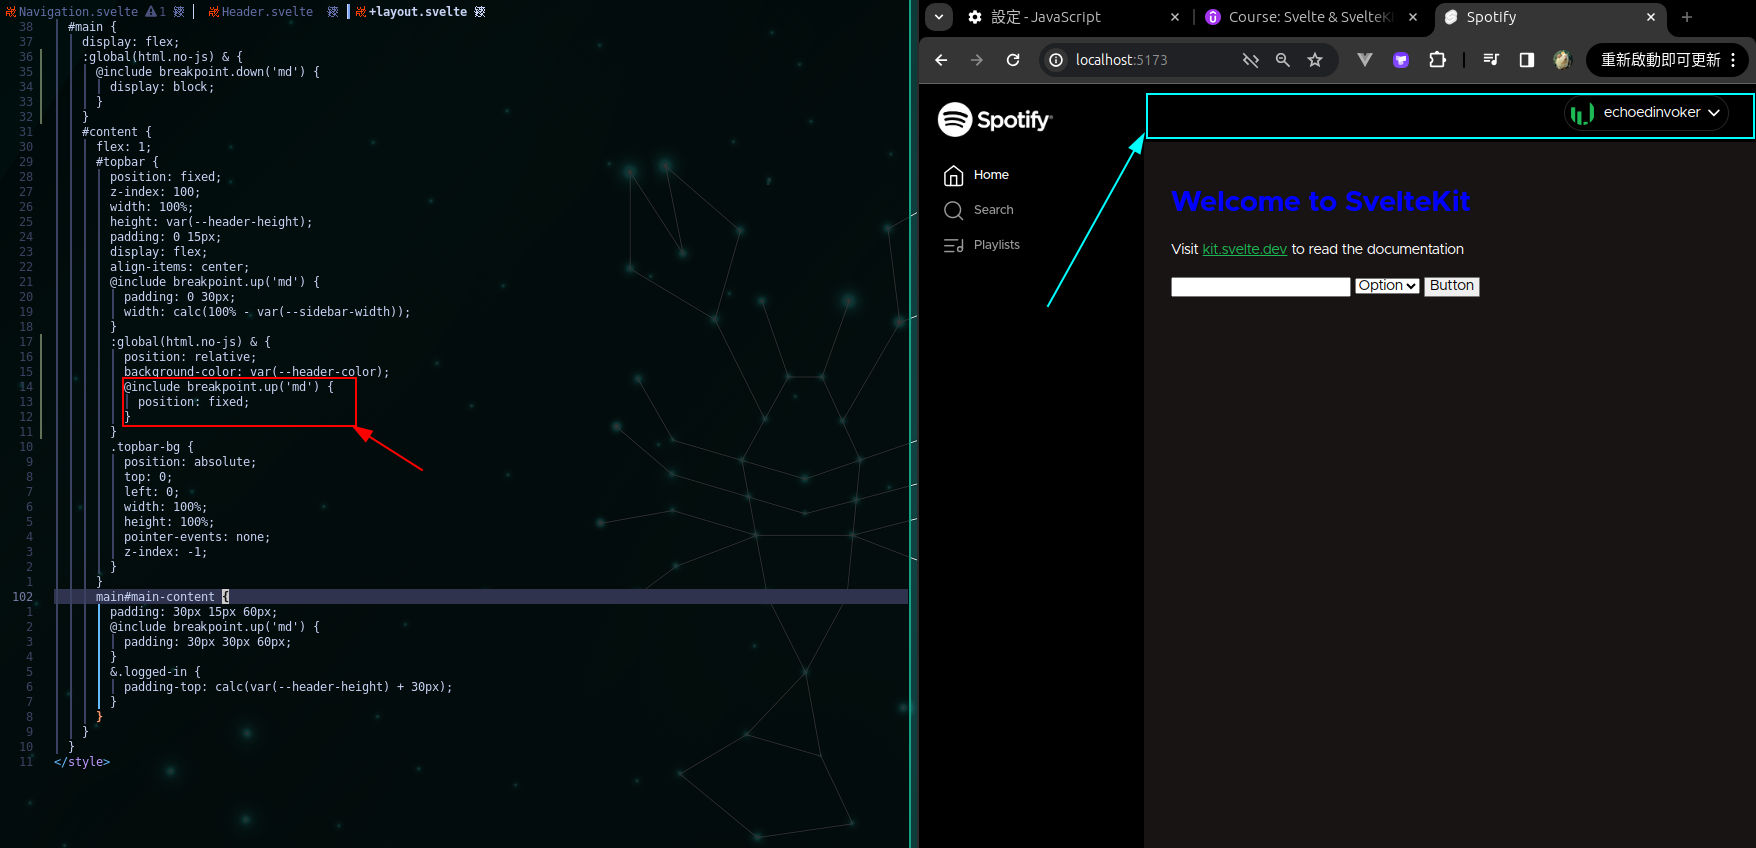 Navigation.svelte 1
Header.svelte
+layout.svelte
38 #main {
37 display: flex;
36 :global(html.no-js) & {
35 @include breakpoint.down('md') {
34 display: block;
33 }
32 }
31 #content {
30 flex: 1;
29 #topbar {
28 position: fixed;
27 z-index: 100;
26 width: 100%;
25 height: var(--header-height);
24 padding: 0 15px;
23 display: flex;
22 align-items: center;
21 @include breakpoint.up('md') {
20 padding: 0 30px;
19 width: calc(100% - var(--sidebar-width));
18 }
17 :global(html.no-js) & {
16 position: relative;
15 background-color: var(--header-color);
14 @include breakpoint.up('md') {
13 position: fixed;
12 }
11 }
10 .topbar-bg {
9 position: absolute;
8 top: 0;
7 left: 0;
6 width: 100%;
5 height: 100%;
4 pointer-events: none;
3 z-index: -1;
2 }
1 }
102 main#main-content {
1 padding: 30px 15px 60px;
2 @include breakpoint.up('md') {
3 padding: 30px 30px 60px;
4 }
5 &.logged-in {
6 padding-top: calc(var(--header-height) + 30px);
7 }
8 }
9 }
10 }
11 </style>
設定 - JavaScript
Course: Svelte & SvelteKi
Spotify
localhost:5173
重新啟動即可更新
Spotify
echoedinvoker
Home
Search
Playlists
Welcome to SvelteKit
Visit kit.svelte.dev to read the documentation
Option
Button